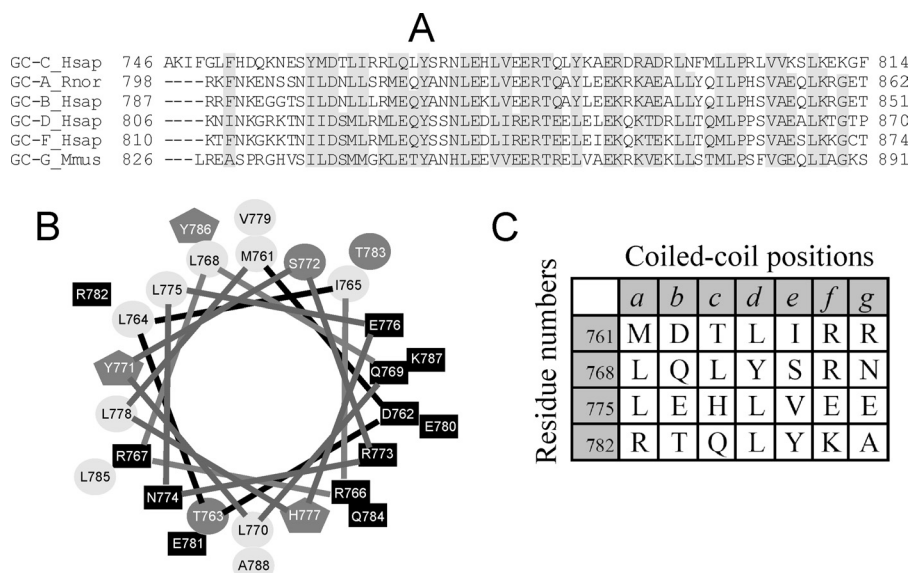 A
GC-C_Hsap 746 AKIFGLFHDQKNESYMDTLIRRLQLYSRNLEHLVEERTQLYKAERDRADRLNFMLLPRLVVKSLKEKGF 814
GC-A_Rnor 798 ----RKFNKENSSNILDNLLSRMEQYANNLEELVEERTQAYLEEKRKAEALLYQILPHSVAEQLKRGET 862
GC-B_Hsap 787 ----RRFNKEGGTSILDNLLLRMEQYANNLEKLVEERTQAYLEEKRKAEALLYQILPHSVAEQLKRGET 851
GC-D_Hsap 806 ----KNINKGRKTNIIDSMLRMLEQYSSNLEDLIRERTEELEIEKQKTDRLLTQMLPPSVAEALKTGTP 870
GC-F_Hsap 810 ----KTFNKGKKTNIIDSMLRMLEQYSSNLEDLIRERTEELEIEKQKTEKLLTQMLPPSVAESLKKGCT 874
GC-G_Mmus 826 ----LREASPRGHVSILDSMMGKLETYANHLEEVVEERTRELVAEKRKVEKLLSTMLPSFVGEQLIAGKS 891
B
V779
Y786
L768 M761 S772 T783
L775 I765
R782
L764 E776
K787
Y771 Q769
L778 D762
E780
R767 R773
L785
N774 R766
T763 L770 H777 Q784
E781
A788
C
Coiled-coil positions
a b c d e f g
Residue numbers
761 M D T L I R R
768 L Q L Y S R N
775 L E H L V E E
782 R T Q L Y K A